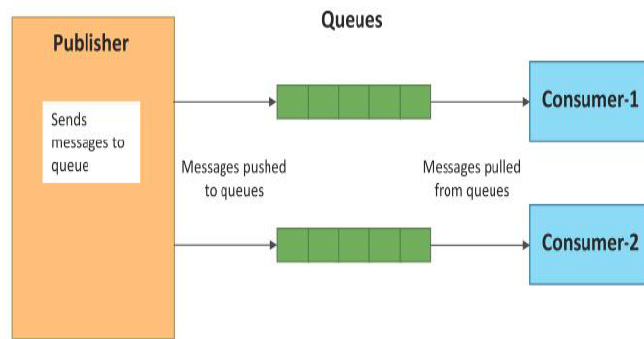 Queues
Publisher
Sends
messages to
queue
Messages pushed
to queues
Messages pulled
from queues
Consumer-1
Consumer-2